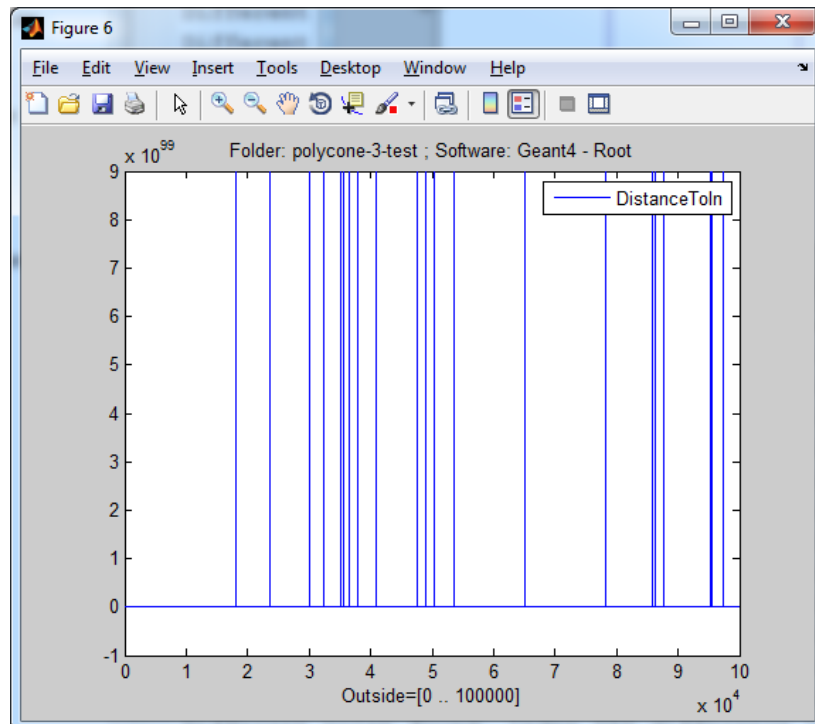 Figure 6
File Edit View Insert Tools Desktop Window Help
x 10^99
Folder: polycone-3-test ; Software: Geant4 - Root
DistanceToIn
9
8
7
6
5
4
3
2
1
0
-1
0 1 2 3 4 5 6 7 8 9 10
Outside=[0 .. 100000]
x 10^4